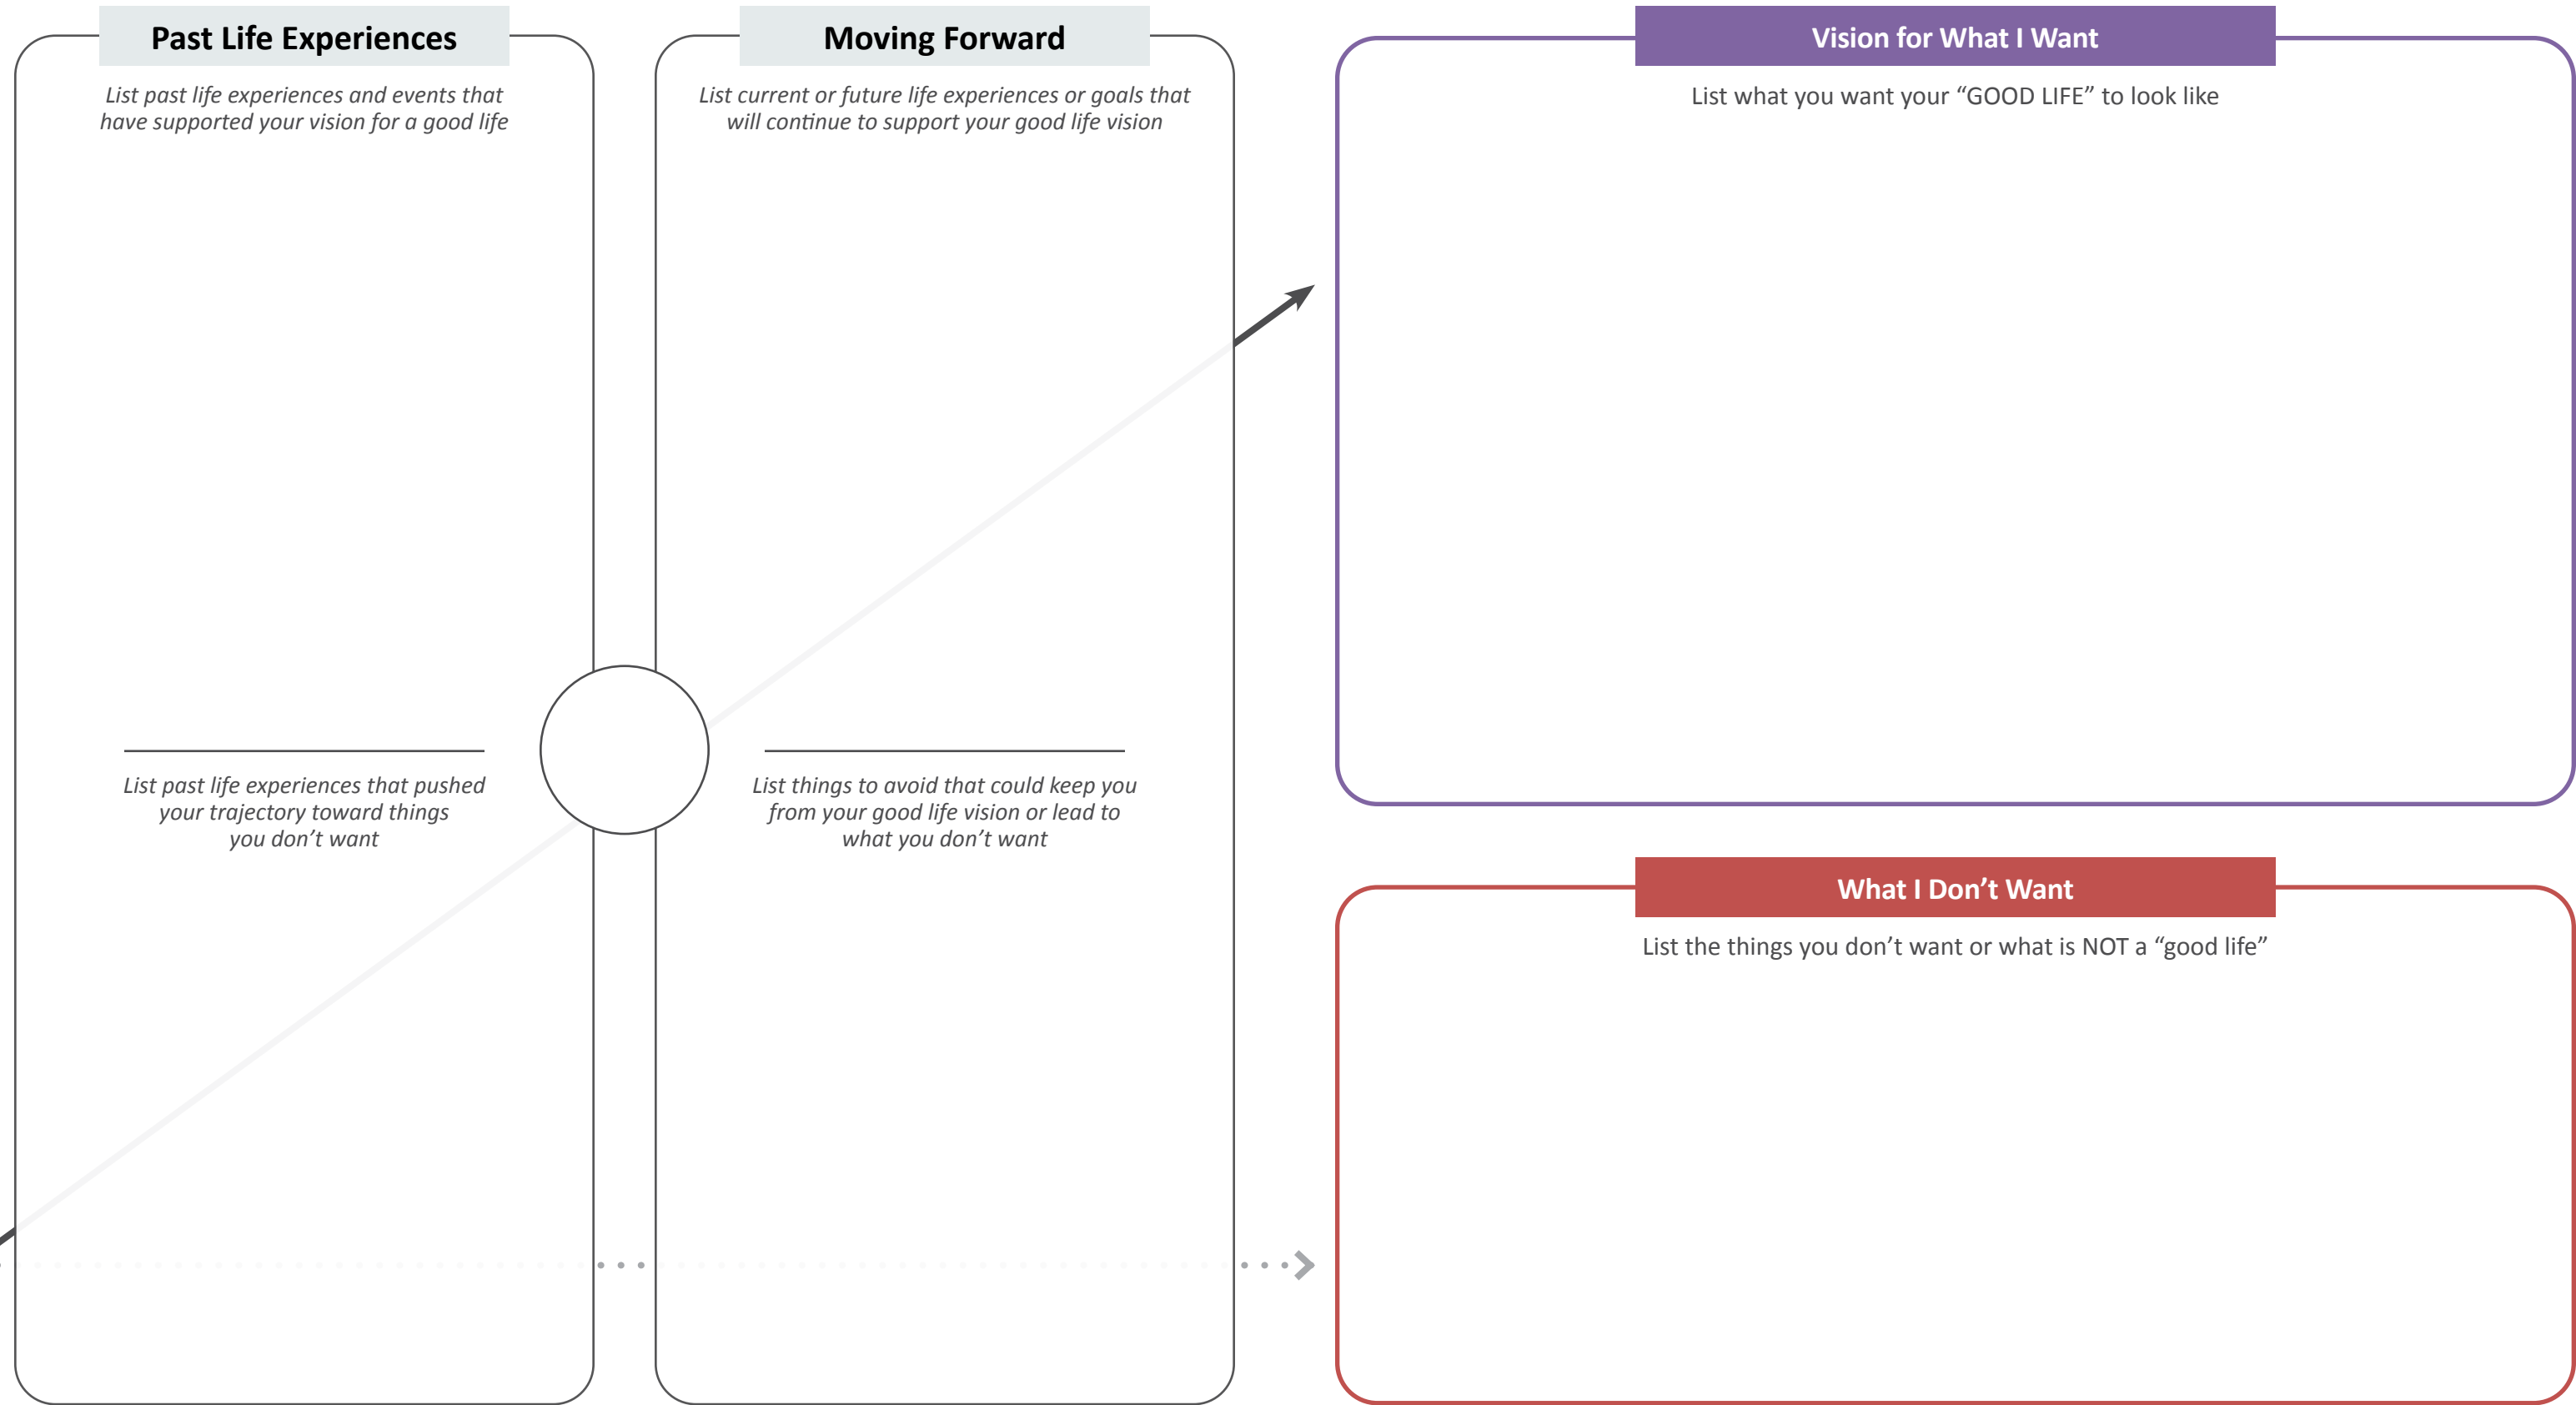 Past Life Experiences
List past life experiences and events that
have supported your vision for a good life
List past life experiences that pushed
your trajectory toward things
you don’t want
Moving Forward
List current or future life experiences or goals that
will continue to support your good life vision
List things to avoid that could keep you
from your good life vision or lead to
what you don’t want
Vision for What I Want
List what you want your “GOOD LIFE” to look like
What I Don’t Want
List the things you don’t want or what is NOT a “good life”